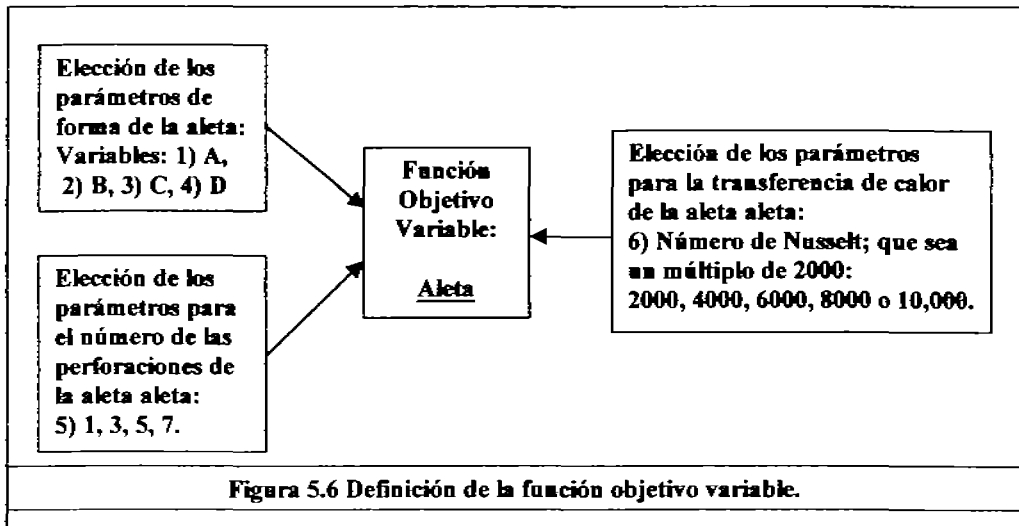 Elección de los
parámetros de
forma de la aleta:
Variables: 1) A,
2) B, 3) C, 4) D
Elección de los
parámetros para
el número de las
perforaciones de
la aleta aleta:
5) 1, 3, 5, 7.
Función
Objetivo
Variable:
Aleta
Elección de los parámetros
para la transferencia de calor
de la aleta aleta:
6) Número de Nusselt; que sea
un múltiplo de 2000:
2000, 4000, 6000, 8000 o 10,000.
Figura 5.6 Definición de la función objetivo variable.